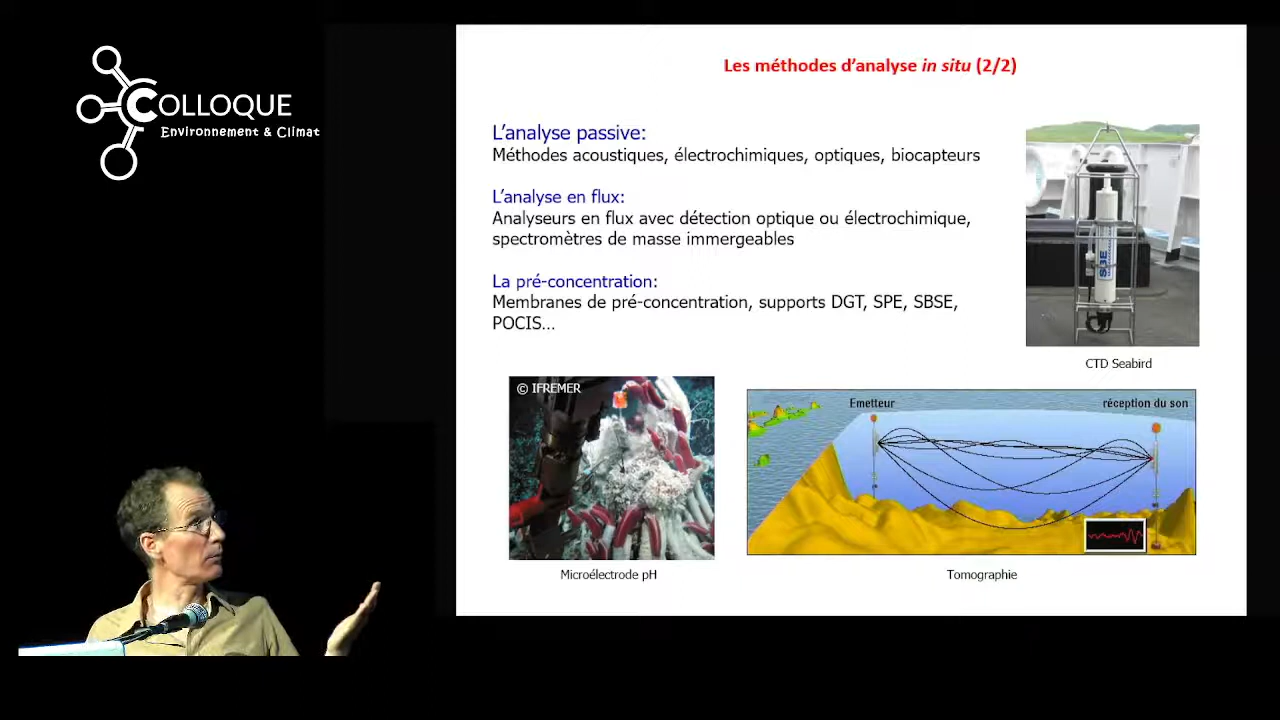 COLLOQUE
Environnement & Climat
Les méthodes d’analyse in situ (2/2)
L’analyse passive:
Méthodes acoustiques, électrochimiques, optiques, biocapteurs
L’analyse en flux:
Analyseurs en flux avec détection optique ou électrochimique,
spectromètres de masse immergeables
La pré-concentration:
Membranes de pré-concentration, supports DGT, SPE, SBSE,
POCIS…
SBE
CTD Seabird
© IFREMER
Microélectrode pH
Emetteur
réception du son
Tomographie